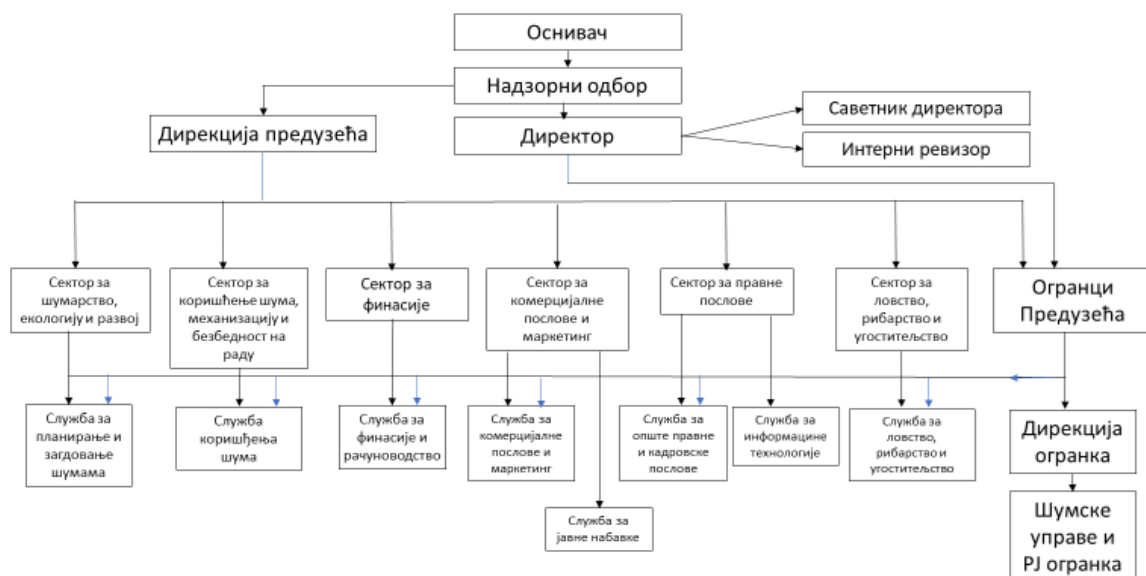 Оснивач
Надзорни одбор
Саветник директора
Дирекција предузећа
Директор
Интерни ревизор
Сектор за
шумарство,
екологију и развој
Сектор за
коришћење шума,
механизацију и
безбедност на
раду
Сектор за
финасије
Сектор за
комерцијалне
послове и
маркетинг
Сектор за правне
послове
Сектор за
ловство,
рибарство и
угоститељство
Огранци
Предузећа
Служба за
планирање и
загдовање
шумама
Служба
коришћења
шума
Служба за
финасије и
рачуноводство
Служба за
комерцијалне
послове и
маркетинг
Служба за
опште правне
и кадровске
послове
Служба за
информацине
технологије
Служба за
ловство,
рибарство и
угоститељство
Дирекција
огранка
Служба за
јавне набавке
Шумске
управе и
РЈ огранка